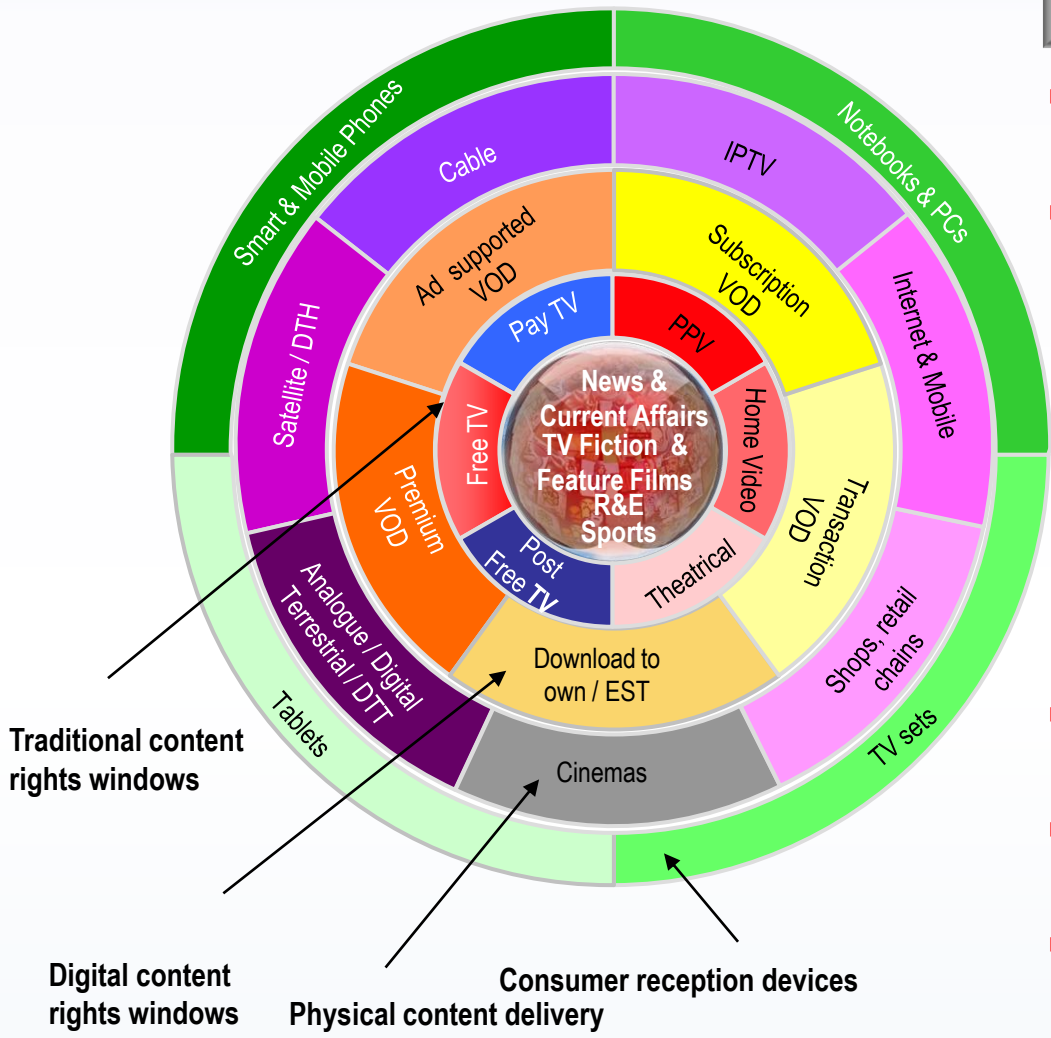 Smart & Mobile Phones
Notebooks & PCs
Cable
IPTV
Ad supported
VOD
Subscription
VOD
Satellite / DTH
Internet & Mobile
Pay TV
PPV
Free TV
Home Video
News &
Current Affairs
TV Fiction &
Feature Films
R&E
Sports
Premium
VOD
Transaction
VOD
Post
Free TV
Theatrical
Analogue / Digital
Terrestrial / DTT
Shops, retail
chains
Download to
own / EST
Tablets
TV sets
Cinemas
Traditional content
rights windows
Digital content
rights windows
Physical content delivery
Consumer reception devices